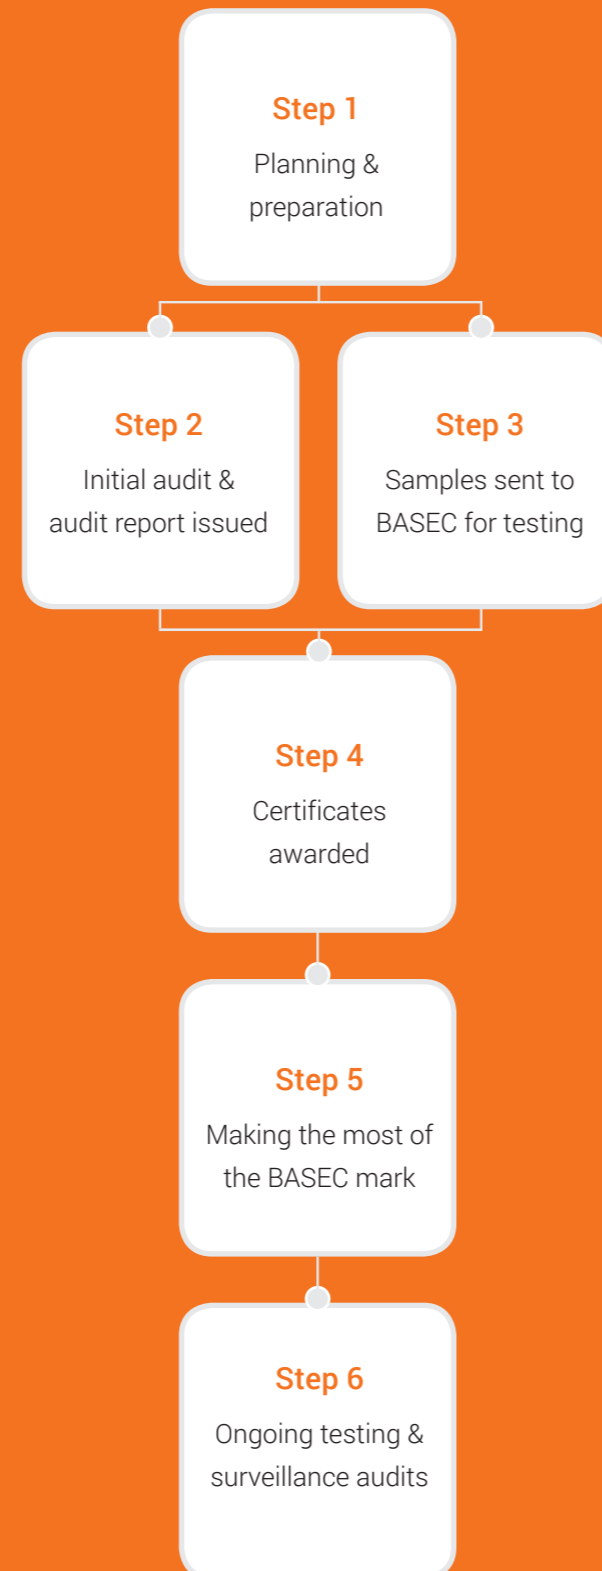 Step 1
Planning &
preparation
Step 2
Initial audit &
audit report issued
Step 3
Samples sent to
BASEC for testing
Step 4
Certificates
awarded
Step 5
Making the most of
the BASEC mark
Step 6
Ongoing testing &
surveillance audits